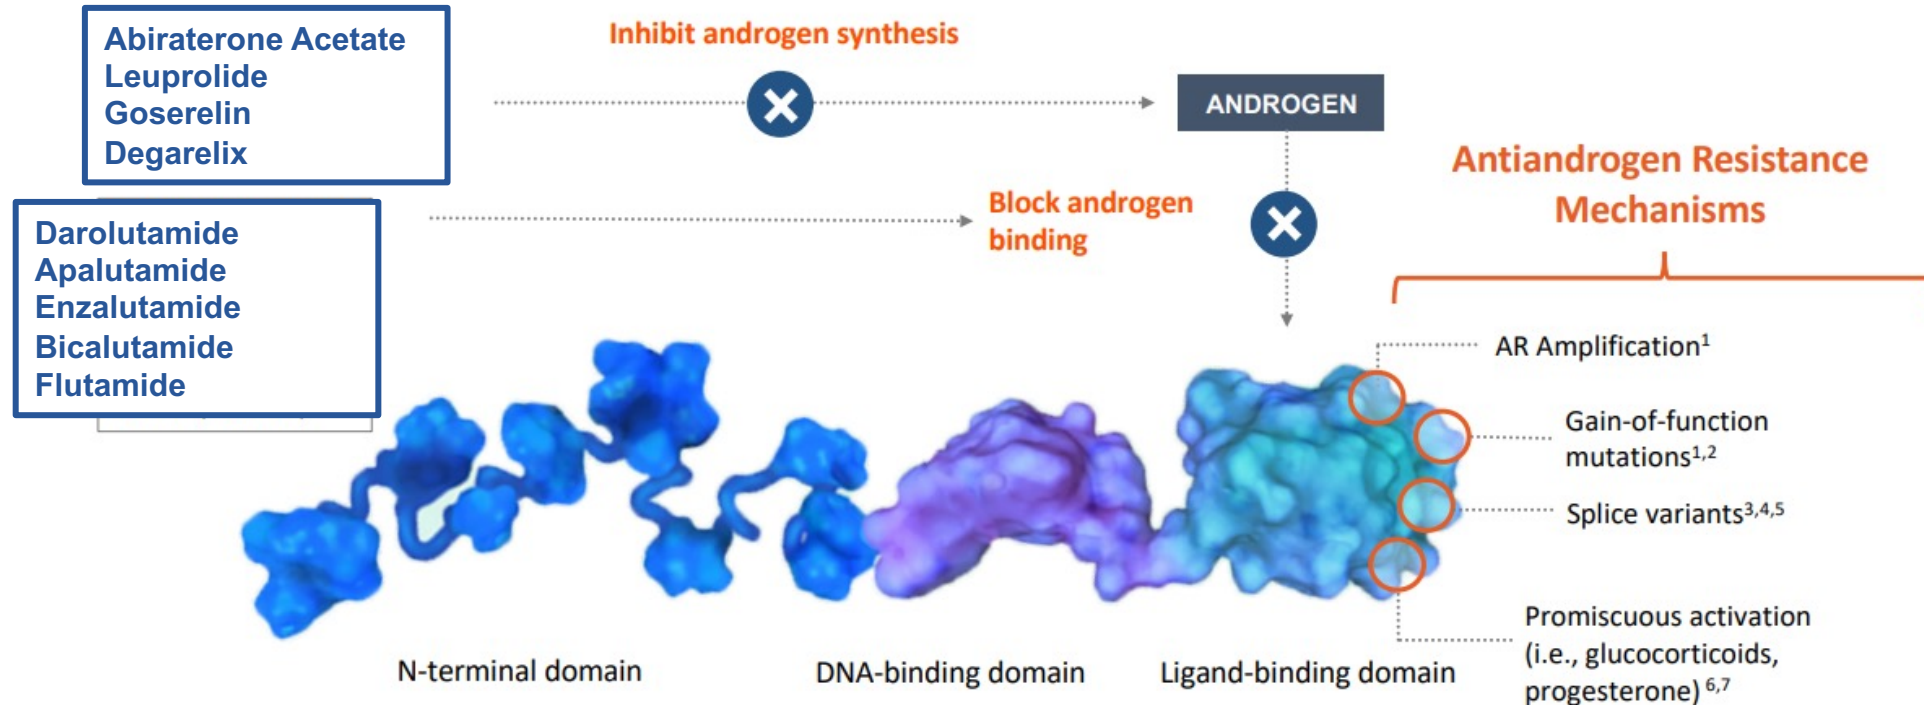 Abiraterone Acetate
Leuprolide
Goserelin
Degarelix
Inhibit androgen synthesis
ANDROGEN
Darolutamide
Apalutamide
Enzalutamide
Bicalutamide
Flutamide
Block androgen
binding
Antiandrogen Resistance
Mechanisms
AR Amplification¹
Gain-of-function
mutations¹,²
Splice variants³,⁴,⁵
Promiscuous activation
(i.e., glucocorticoids,
progesterone) ⁶,⁷
N-terminal domain
DNA-binding domain
Ligand-binding domain